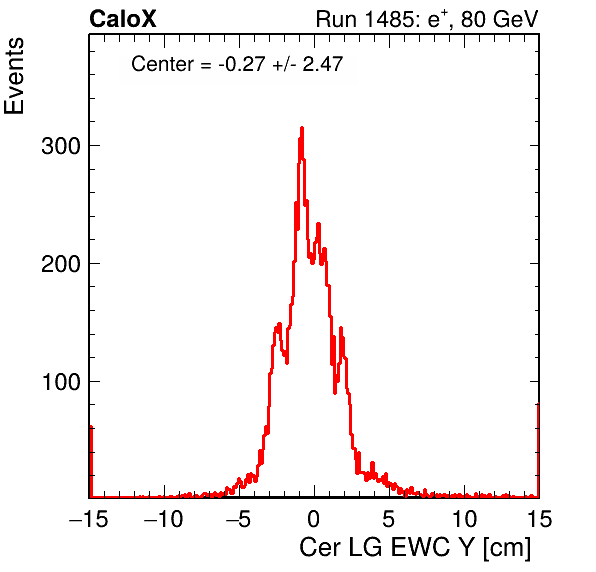 CaloX Run 1485: e⁺, 80 GeV
Center = -0.27 +/- 2.47
Events
300
200
100
−15 −10 −5 0 5 10 15
Cer LG EWC Y [cm]